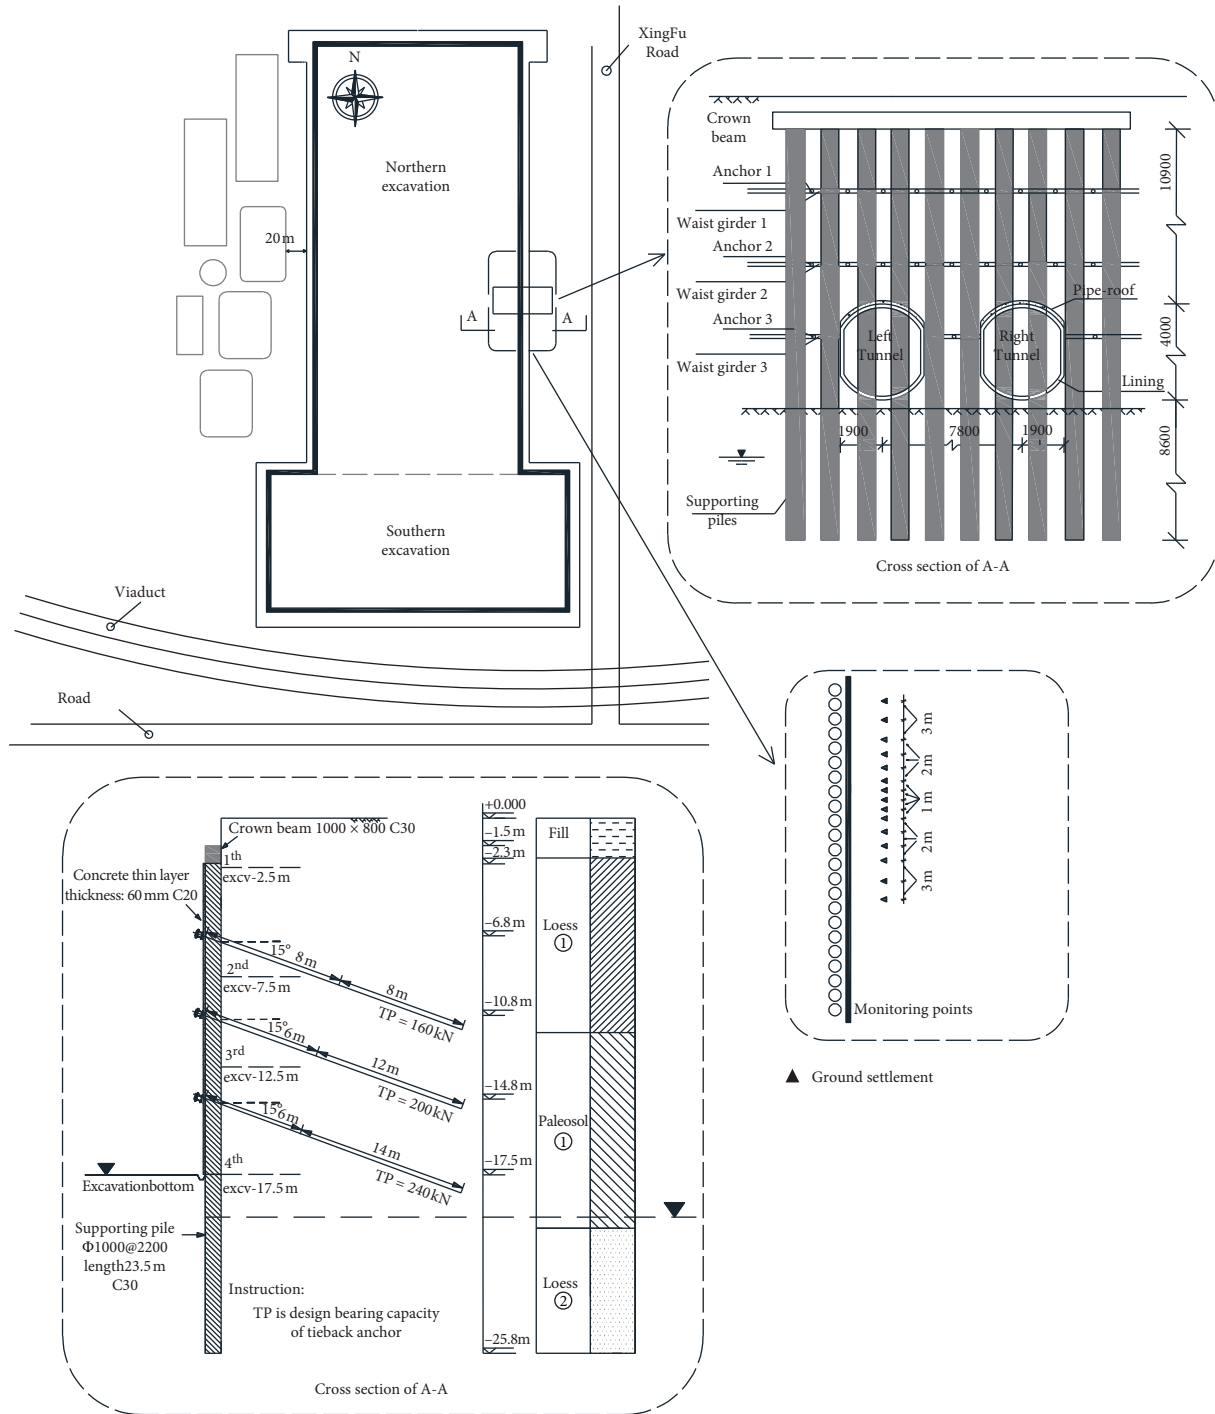 N
XingFu
Road
Northern
excavation
20 m
A
A
Southern
excavation
Viaduct
Road
Crown
beam
Anchor 1
Waist girder 1
Anchor 2
Waist girder 2
Anchor 3
Waist girder 3
Pipe-roof
Left
Tunnel
Right
Tunnel
Lining
1900
7800
1900
10900
4000
8600
Supporting
piles
Cross section of A-A
3 m
2 m
1 m
2 m
3 m
Monitoring points
Ground settlement
Crown beam 1000 × 800 C30
Concrete thin layer
thickness: 60 mm C20
1th
excv-2.5 m
15° 8 m
8 m
TP = 160 kN
2nd
excv-7.5 m
15° 6 m
12 m
TP = 200 kN
3rd
excv-12.5 m
15° 6 m
14 m
TP = 240 kN
4th
excv-17.5 m
Excavationbottom
Supporting pile
Φ1000@2200
length23.5 m
C30
Instruction:
TP is design bearing capacity
of tieback anchor
+0.000
–1.5 m
–2.3 m
–6.8 m
–10.8 m
–14.8 m
–17.5 m
–25.8m
Fill
Loess
①
Paleosol
①
Loess
②
Cross section of A-A